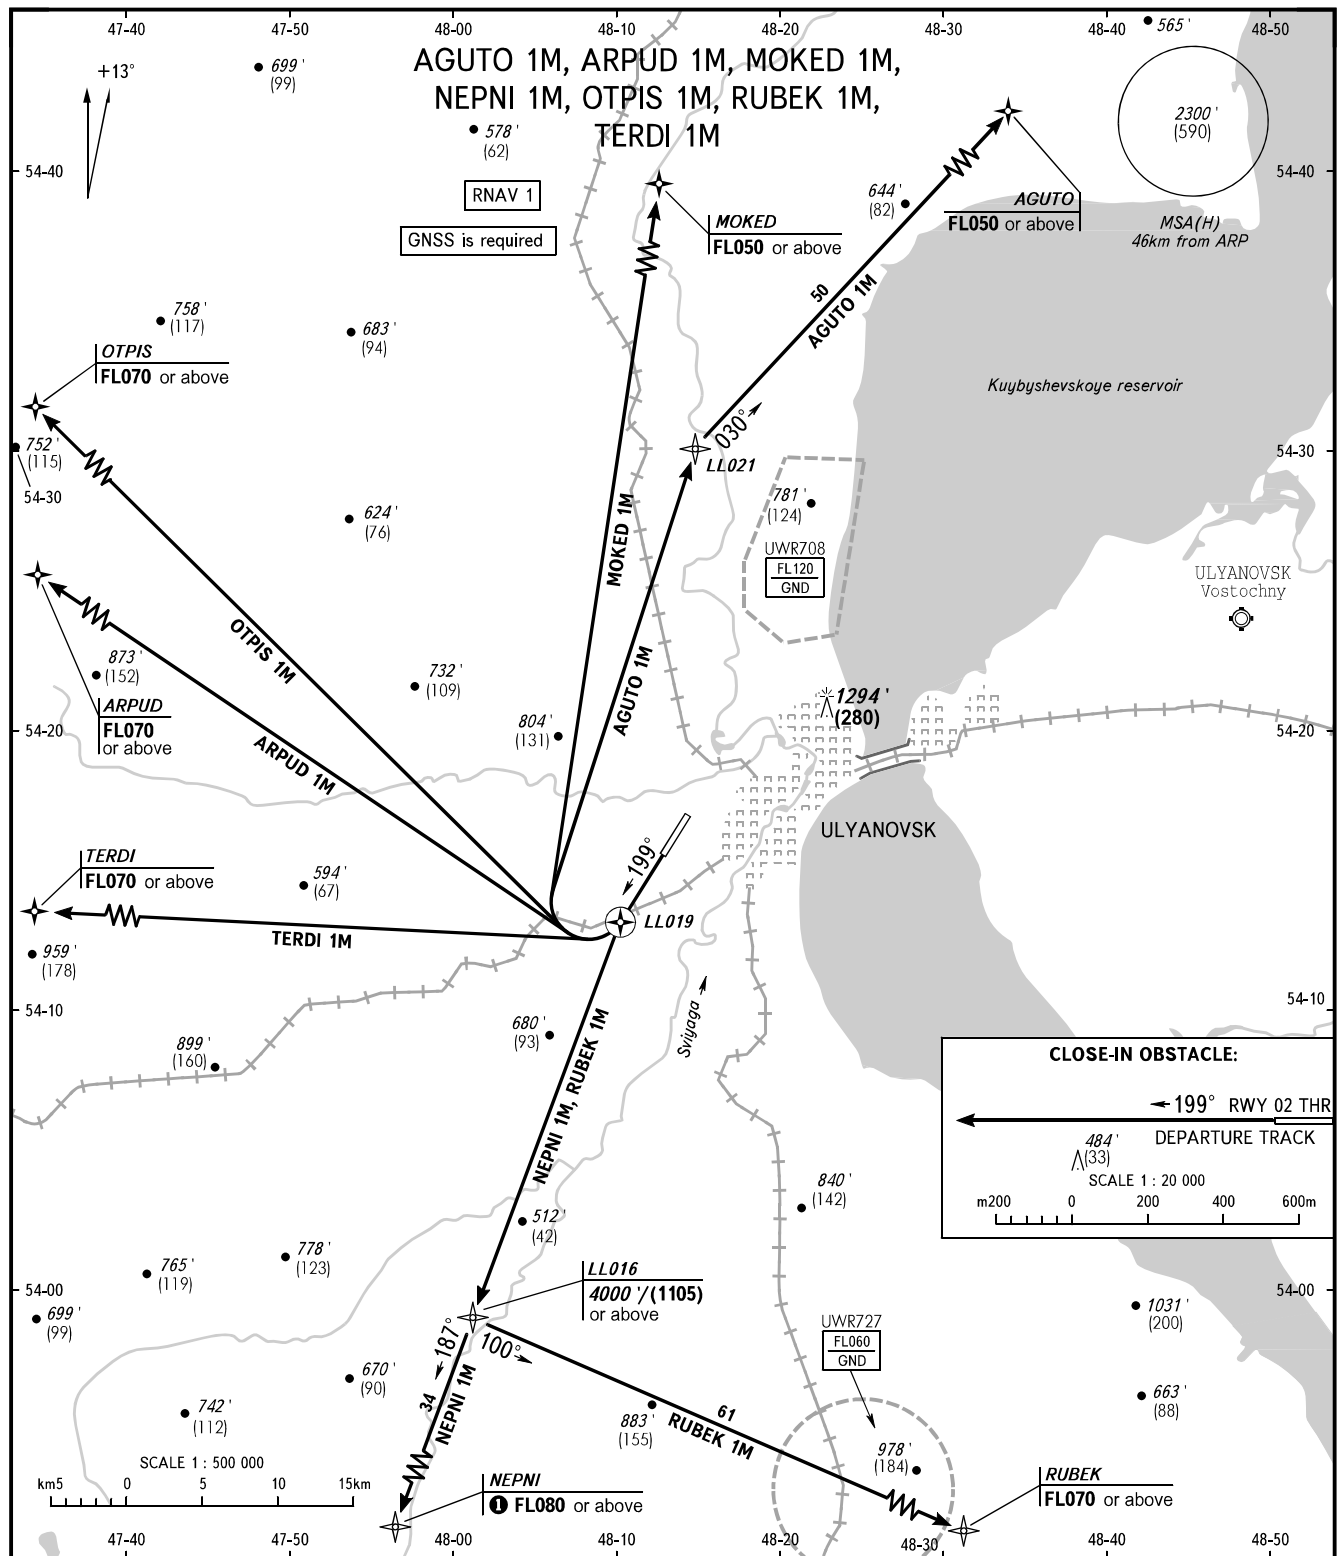 47-40
47-50
48-00
48-10
48-20
48-30
48-40
48-50
565'
+13°
699'
(99)
AGUTO 1M, ARPUD 1M, MOKED 1M,
NEPNI 1M, OTPIS 1M, RUBEK 1M,
TERDI 1M
578'
(62)
2300'
(590)
54-40
54-40
RNAV 1
GNSS is required
644'
(82)
MOKED
FL050 or above
AGUTO
FL050 or above
MSA(H)
46km from ARP
50
AGUTO 1M
758'
(117)
683'
(94)
OTPIS
FL070 or above
Kuybyshevskoye reservoir
030°
752'
(115)
54-30
54-30
LL021
624'
(76)
MOKED 1M
781'
(124)
UWR708
FL120
GND
ULYANOVSK
Vostochny
OTPIS 1M
AGUTO 1M
873'
(152)
732'
(109)
ARPUD
FL070
or above
804'
(131)
1294'
(280)
54-20
54-20
ARPUD 1M
ULYANOVSK
199°
TERDI
FL070 or above
594'
(67)
LL019
TERDI 1M
959'
(178)
54-10
54-10
Sviyaga
680'
(93)
899'
(160)
NEPNI 1M, RUBEK 1M
CLOSE-IN OBSTACLE:
199° RWY 02 THR
DEPARTURE TRACK
484'
(33)
SCALE 1 : 20 000
m200 0 200 400 600m
840'
(142)
512'
(42)
778'
(123)
765'
(119)
LL016
4000'/(1105)
or above
54-00
54-00
699'
(99)
1031'
(200)
UWR727
FL060
GND
187°
100°
670'
(90)
34
NEPNI 1M
742'
(112)
883'
(155)
61
RUBEK 1M
663'
(88)
978'
(184)
SCALE 1 : 500 000
km5 0 5 10 15km
NEPNI
❶ FL080 or above
RUBEK
FL070 or above
47-40
47-50
48-00
48-10
48-20
48-30
48-40
48-50